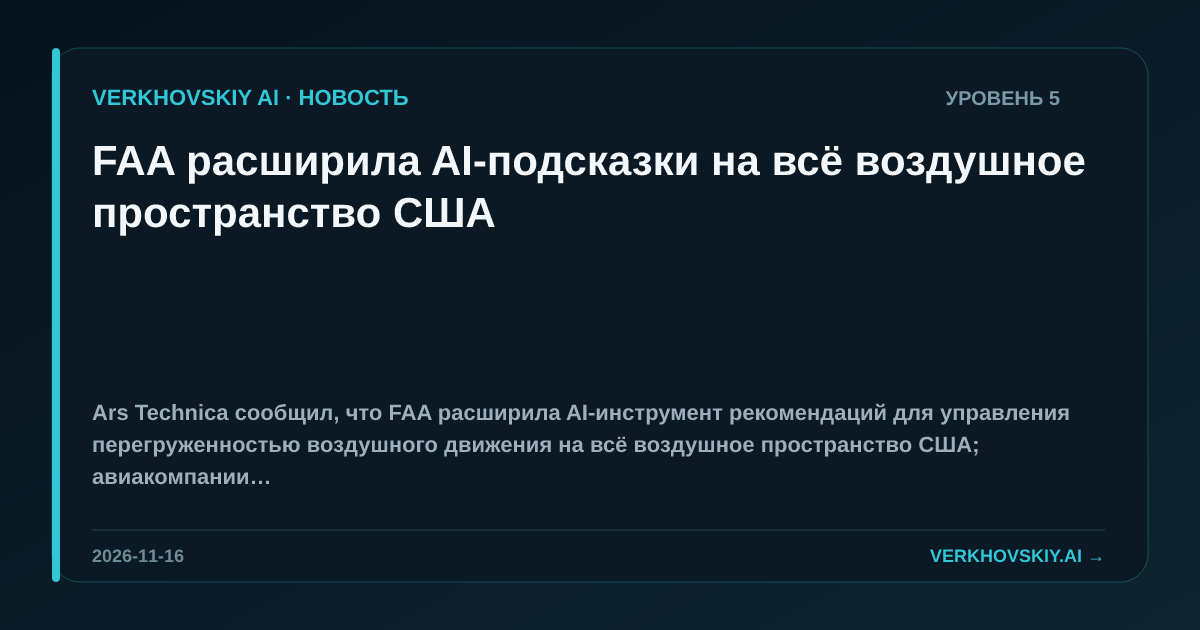 VERKHOVSKIY AI · НОВОСТЬ
УРОВЕНЬ 5
FAA расширила AI-подсказки на всё воздушное
пространство США
Ars Technica сообщил, что FAA расширила AI-инструмент рекомендаций для управления
перегруженностью воздушного движения на всё воздушное пространство США;
авиакомпании…
2026-11-16
VERKHOVSKIY.AI →